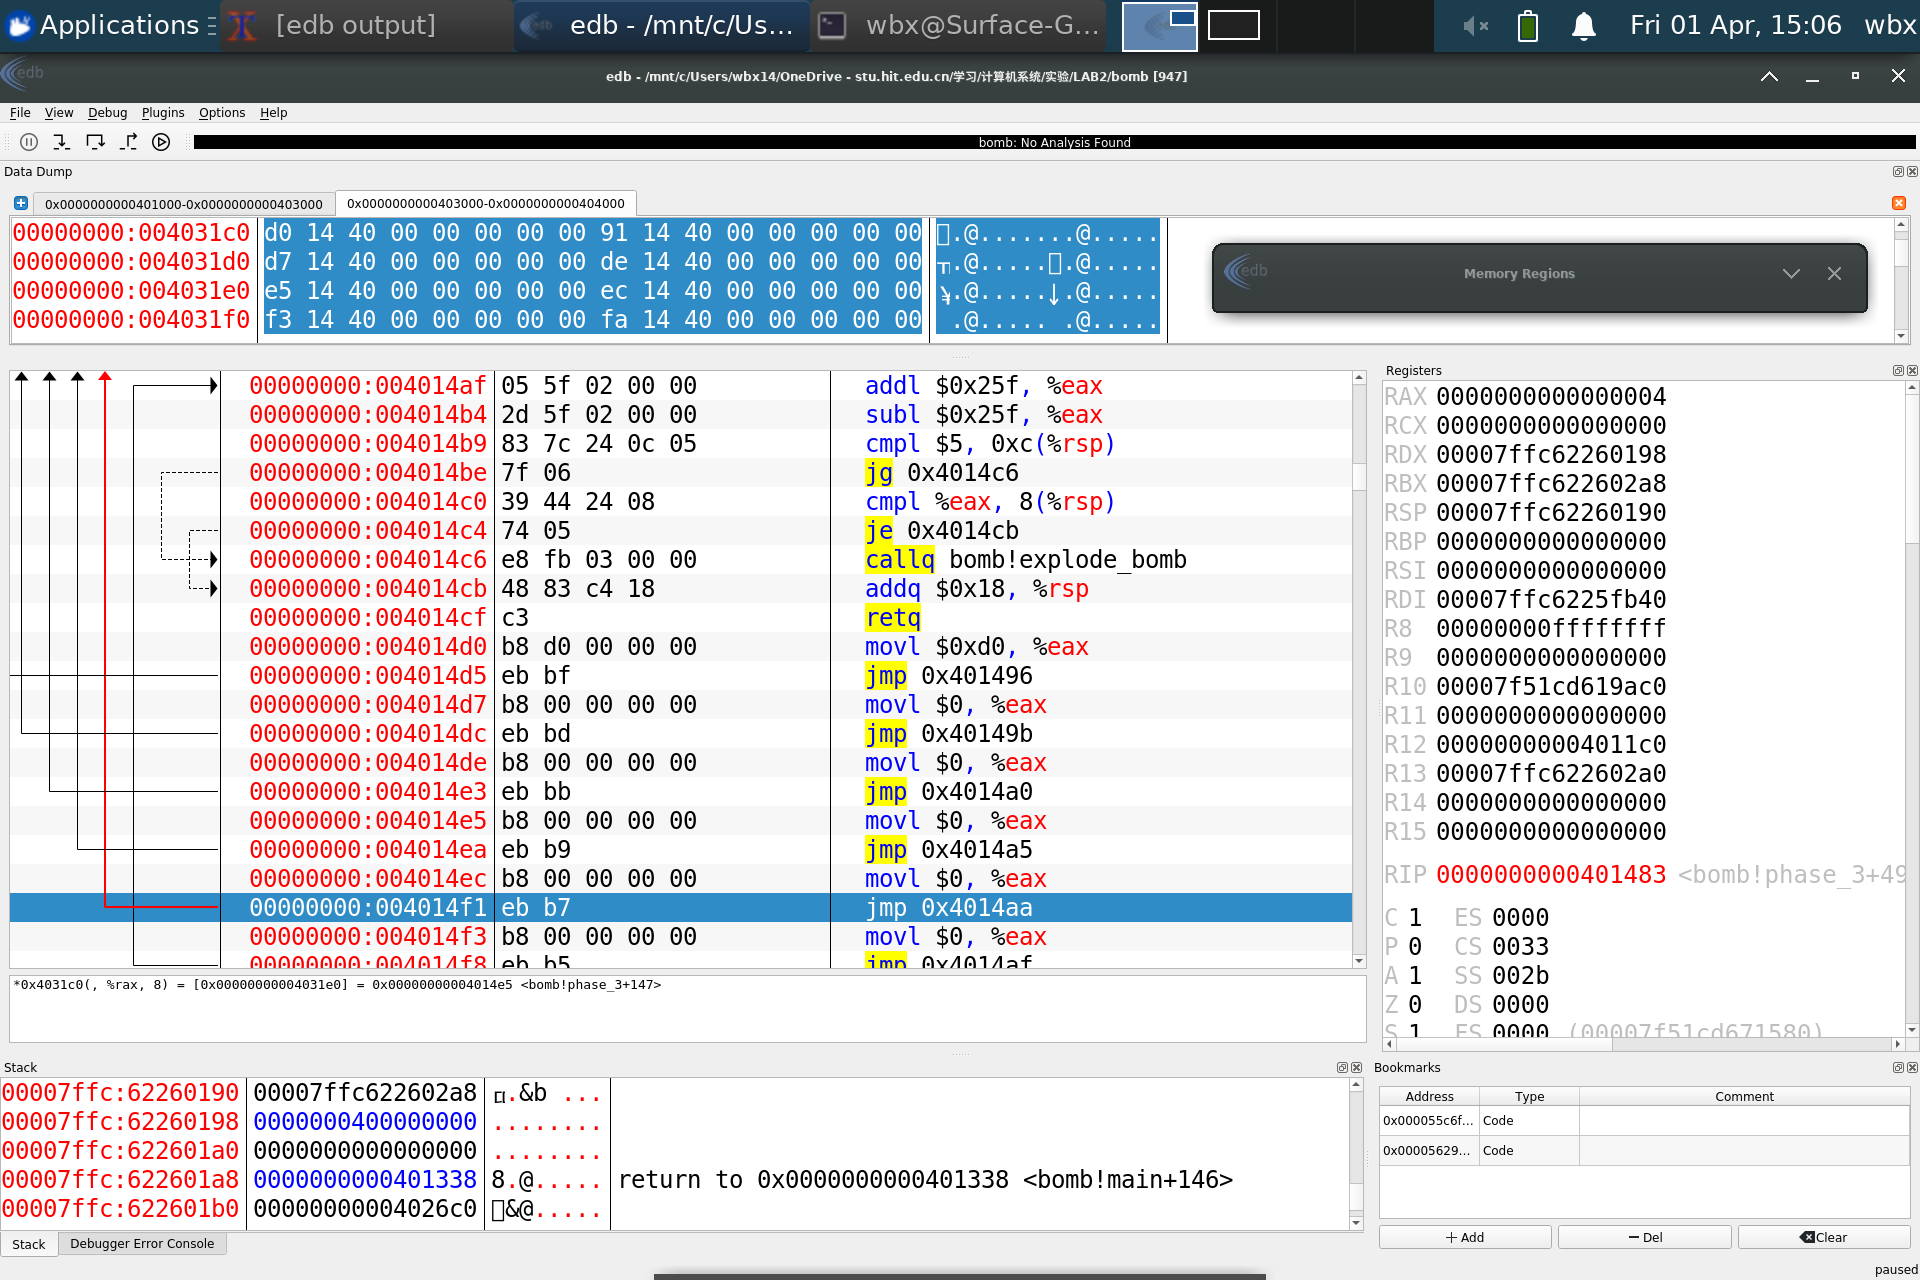 Applications
[edb output]
edb - /mnt/c/Us...
wbx@Surface-G...
Fri 01 Apr, 15:06
wbx
edb
edb - /mnt/c/Users/wbx14/OneDrive - stu.hit.edu.cn/学习/计算机系统/实验/LAB2/bomb [947]
File View Debug Plugins Options Help
bomb: No Analysis Found
Data Dump
0x0000000000401000-0x0000000000403000
0x0000000000403000-0x0000000000404000
00000000:004031c0 d0 14 40 00 00 00 00 00 91 14 40 00 00 00 00 00 .@.......@.....
00000000:004031d0 d7 14 40 00 00 00 00 00 de 14 40 00 00 00 00 00 .@..... .@.....
00000000:004031e0 e5 14 40 00 00 00 00 00 ec 14 40 00 00 00 00 00 .@..... .@.....
00000000:004031f0 f3 14 40 00 00 00 00 00 fa 14 40 00 00 00 00 00 .@..... .@.....
edb
Memory Regions
00000000:004014af 05 5f 02 00 00 addl $0x25f, %eax
00000000:004014b4 2d 5f 02 00 00 subl $0x25f, %eax
00000000:004014b9 83 7c 24 0c 05 cmpl $5, 0xc(%rsp)
00000000:004014be 7f 06 jg 0x4014c6
00000000:004014c0 39 44 24 08 cmpl %eax, 8(%rsp)
00000000:004014c4 74 05 je 0x4014cb
00000000:004014c6 e8 fb 03 00 00 callq bomb!explode_bomb
00000000:004014cb 48 83 c4 18 addq $0x18, %rsp
00000000:004014cf c3 retq
00000000:004014d0 b8 d0 00 00 00 movl $0xd0, %eax
00000000:004014d5 eb bf jmp 0x401496
00000000:004014d7 b8 00 00 00 00 movl $0, %eax
00000000:004014dc eb bd jmp 0x40149b
00000000:004014de b8 00 00 00 00 movl $0, %eax
00000000:004014e3 eb bb jmp 0x4014a0
00000000:004014e5 b8 00 00 00 00 movl $0, %eax
00000000:004014ea eb b9 jmp 0x4014a5
00000000:004014ec b8 00 00 00 00 movl $0, %eax
00000000:004014f1 eb b7 jmp 0x4014aa
00000000:004014f3 b8 00 00 00 00 movl $0, %eax
00000000:004014f8 eb b5 jmp 0x4014af
*0x4031c0(, %rax, 8) = [0x00000000004031e0] = 0x00000000004014e5 <bomb!phase_3+147>
Registers
RAX 0000000000000004
RCX 0000000000000000
RDX 00007ffc62260198
RBX 00007ffc622602a8
RSP 00007ffc62260190
RBP 0000000000000000
RSI 0000000000000000
RDI 00007ffc6225fb40
R8 00000000ffffffff
R9 0000000000000000
R10 00007f51cd619ac0
R11 0000000000000000
R12 00000000004011c0
R13 00007ffc622602a0
R14 0000000000000000
R15 0000000000000000
RIP 0000000000401483 <bomb!phase_3+49
C 1 ES 0000
P 0 CS 0033
A 1 SS 002b
Z 0 DS 0000
S 1 FS 0000 (00007f51cd671580)
Stack
00007ffc:62260190 00007ffc622602a8 .&b ...
00007ffc:62260198 0000000400000000 ........
00007ffc:622601a0 0000000000000000 ........
00007ffc:622601a8 0000000000401338 8.@..... return to 0x0000000000401338 <bomb!main+146>
00007ffc:622601b0 00000000004026c0 &@.....
Stack
Debugger Error Console
Bookmarks
Address Type Comment
0x000055c6f... Code
0x00005629... Code
Add
Del
Clear
paused